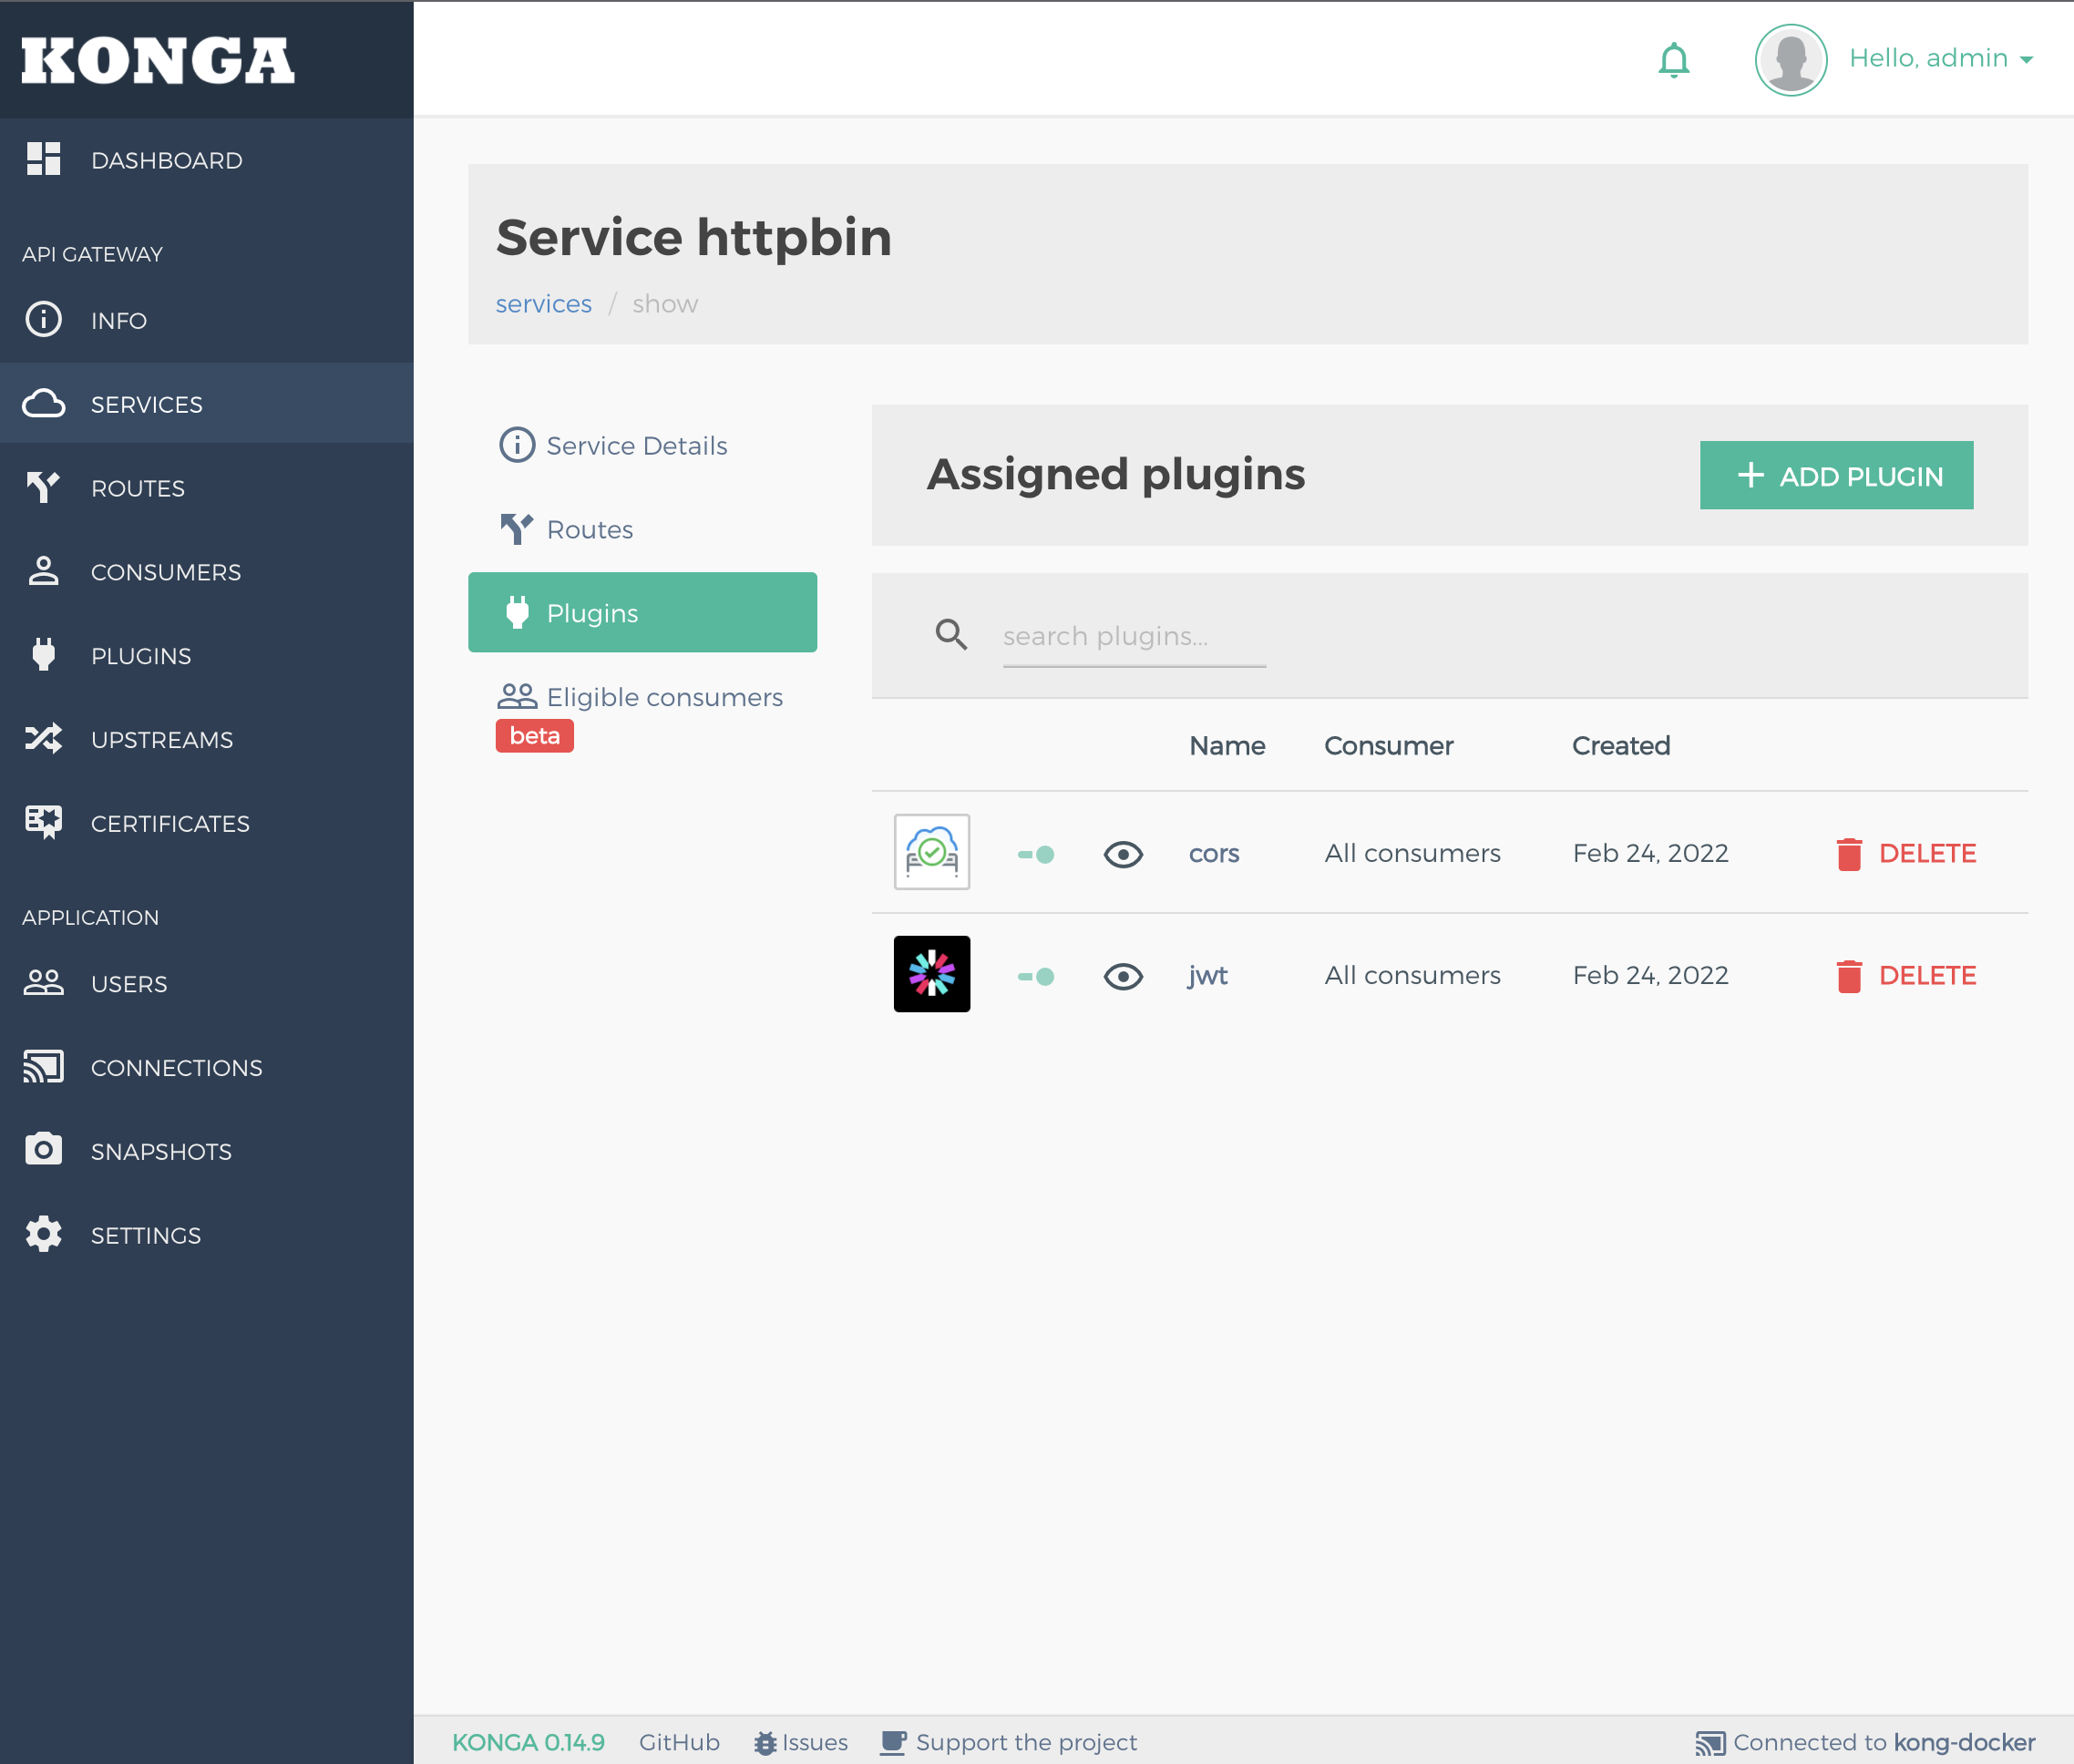 KONGA
Hello, admin
DASHBOARD
API GATEWAY
INFO
SERVICES
ROUTES
CONSUMERS
PLUGINS
UPSTREAMS
CERTIFICATES
APPLICATION
USERS
CONNECTIONS
SNAPSHOTS
SETTINGS
Service httpbin
services / show
Service Details
Routes
Plugins
Eligible consumers
beta
Assigned plugins
+ ADD PLUGIN
search plugins...
Name Consumer Created
cors All consumers Feb 24, 2022 DELETE
jwt All consumers Feb 24, 2022 DELETE
KONGA 0.14.9 GitHub Issues Support the project Connected to kong-docker